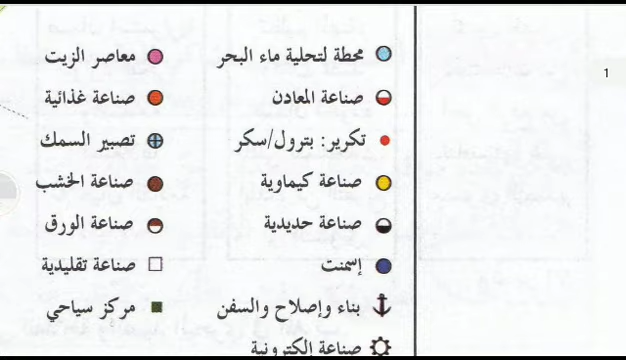 محطة لتحلية ماء البحر
صناعة المعادن
تكرير: بترول/سكر
صناعة كيماوية
صناعة حديدية
إسمنت
بناء وإصلاح والسفن
صناعة إلكترونية
معاصر الزيت
صناعة غذائية
تصبير السمك
صناعة الخشب
صناعة الورق
صناعة تقليدية
مركز سياحي
1